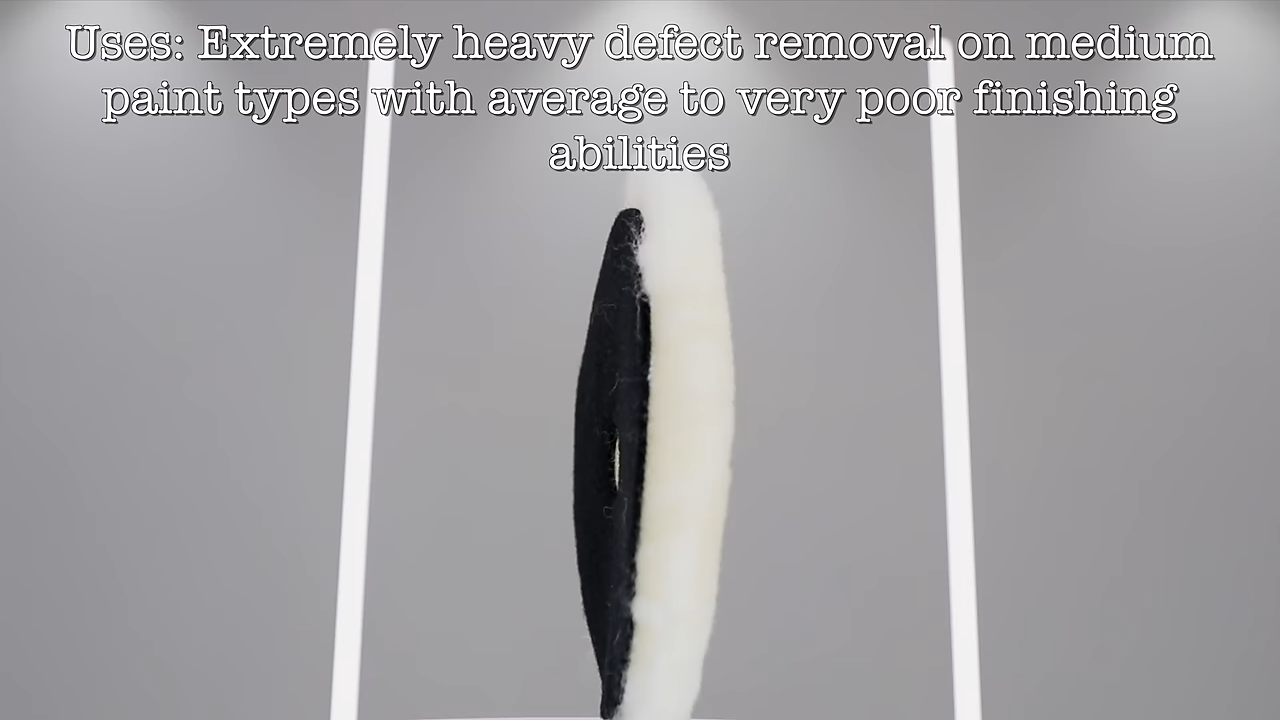 Uses: Extremely heavy defect removal on medium
paint types with average to very poor finishing
abilities